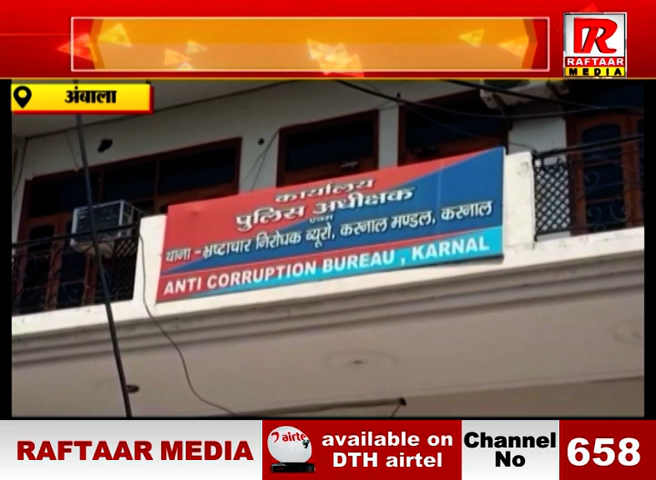 R
RAFTAAR
MEDIA
अंबाला
कार्यालय
पुलिस अधीक्षक
एवम
थाना - भ्रष्टाचार निरोधक ब्यूरो, करनाल मण्डल, करनाल
ANTI CORRUPTION BUREAU , KARNAL
RAFTAAR MEDIA
airtel
available on
DTH airtel
Channel
No
658